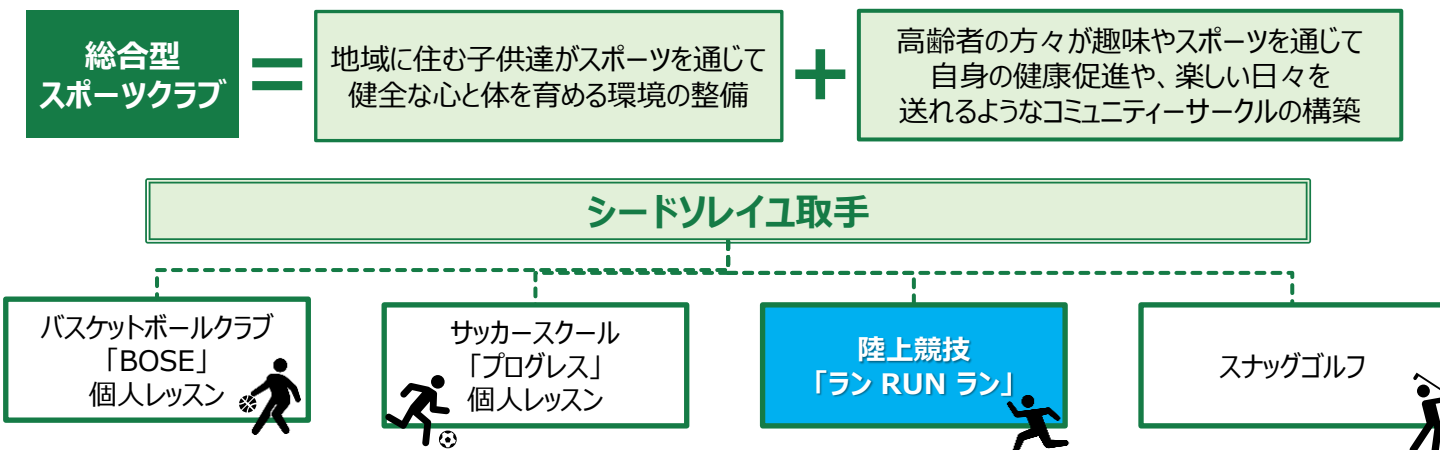 総合型
スポーツクラブ
=
地域に住む子供達がスポーツを通じて
健全な心と体を育める環境の整備
+
高齢者の方々が趣味やスポーツを通じて
自身の健康促進や、楽しい日々を
送れるようなコミュニティーサークルの構築
シードソレイユ取手
バスケットボールクラブ
「BOSE」
個人レッスン
サッカースクール
「プログレス」
個人レッスン
陸上競技
「ラン RUN ラン」
スナッグゴルフ